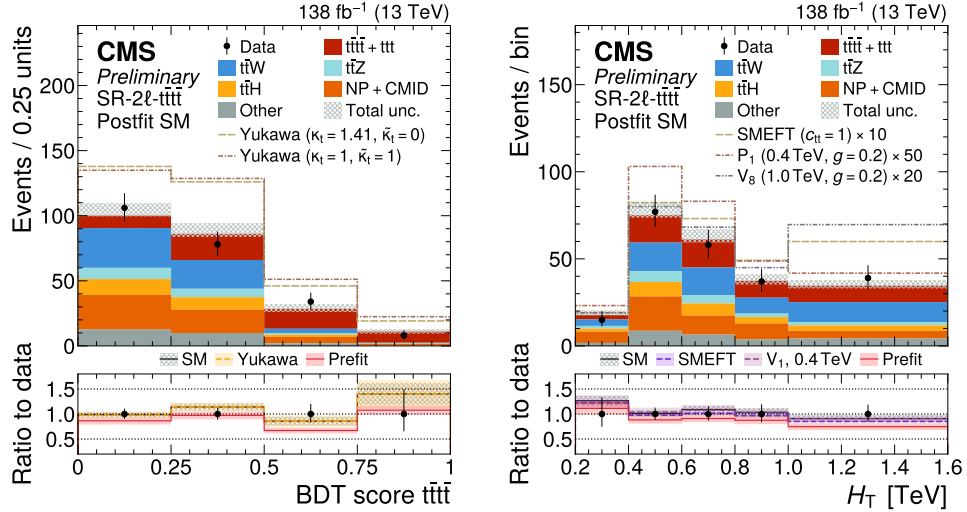 138 fb⁻¹ (13 TeV)
CMS
Preliminary
SR-2ℓ-tt̄tt̄
Postfit SM
Data
tt̄tt̄ + ttt
tt̄W
tt̄Z
tt̄H
NP + CMID
Other
Total unc.
Yukawa (κt = 1.41, κ̃t = 0)
Yukawa (κt = 1, κ̃t = 1)
Events / 0.25 units
200
150
100
50
0
SM
Yukawa
Prefit
Ratio to data
1.5
1.0
0.5
0 0.25 0.50 0.75 1
BDT score tt̄tt̄
138 fb⁻¹ (13 TeV)
CMS
Preliminary
SR-2ℓ-tt̄tt̄
Postfit SM
Data
tt̄tt̄ + ttt
tt̄W
tt̄Z
tt̄H
NP + CMID
Other
Total unc.
SMEFT (ctt = 1) × 10
P₁ (0.4 TeV, g = 0.2) × 50
V₈ (1.0 TeV, g = 0.2) × 20
Events / bin
150
100
50
0
SM
SMEFT
V₁, 0.4 TeV
Prefit
Ratio to data
1.5
1.0
0.5
0.2 0.4 0.6 0.8 1.0 1.2 1.4 1.6
H_T [TeV]